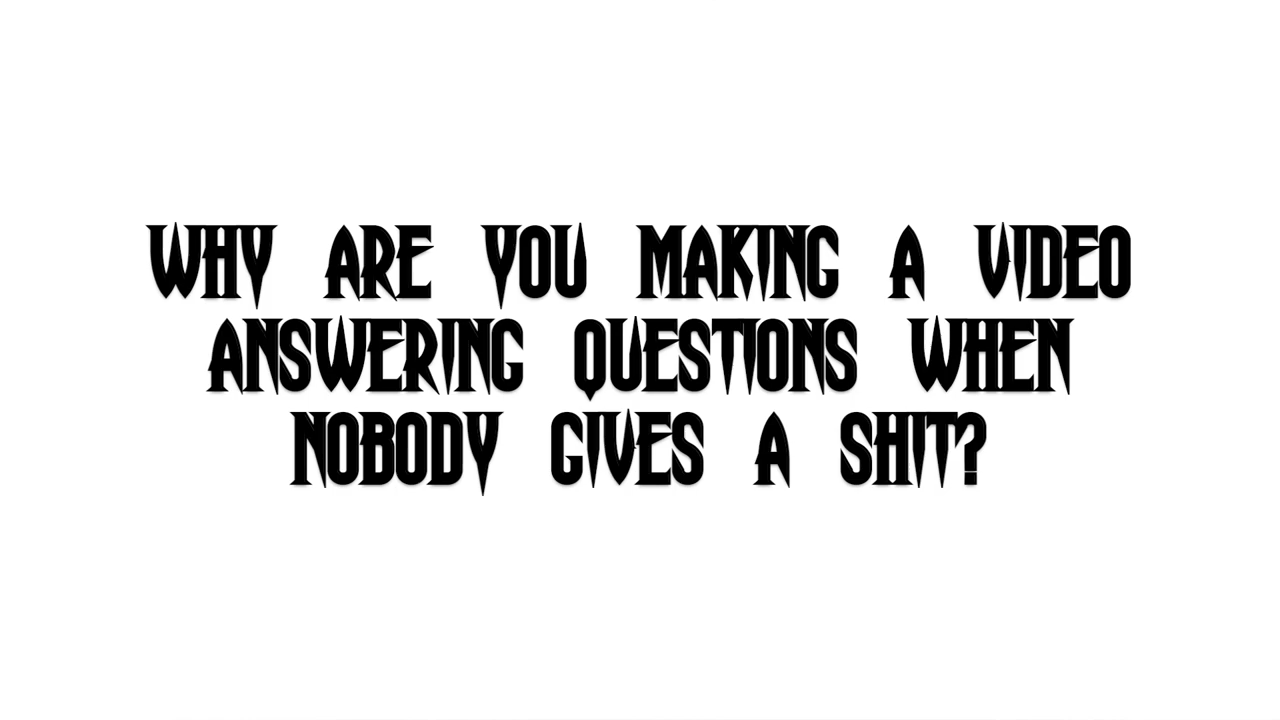 WHY ARE YOU MAKING A VIDEO
ANSWERING QUESTIONS WHEN
NOBODY GIVES A SHIT?